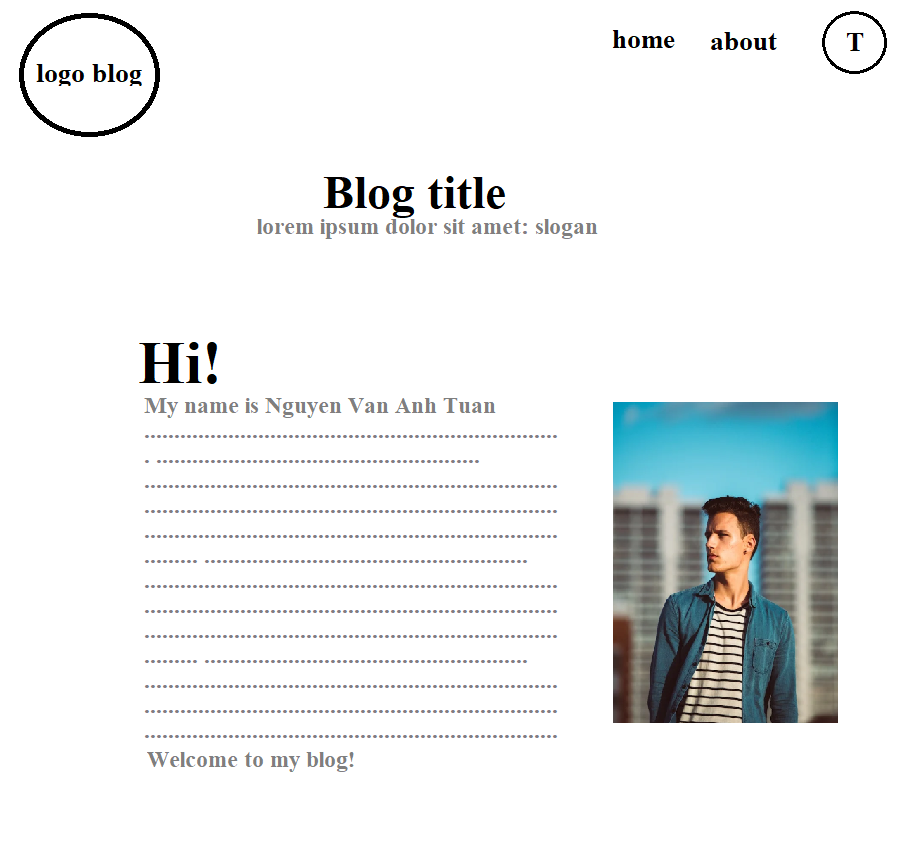 logo blog
home about T
Blog title
lorem ipsum dolor sit amet: slogan
Hi!
My name is Nguyen Van Anh Tuan
.....................................................................
. ......................................................
.....................................................................
.....................................................................
.....................................................................
......... ......................................................
.....................................................................
.....................................................................
.....................................................................
......... ......................................................
.....................................................................
.....................................................................
.....................................................................
Welcome to my blog!